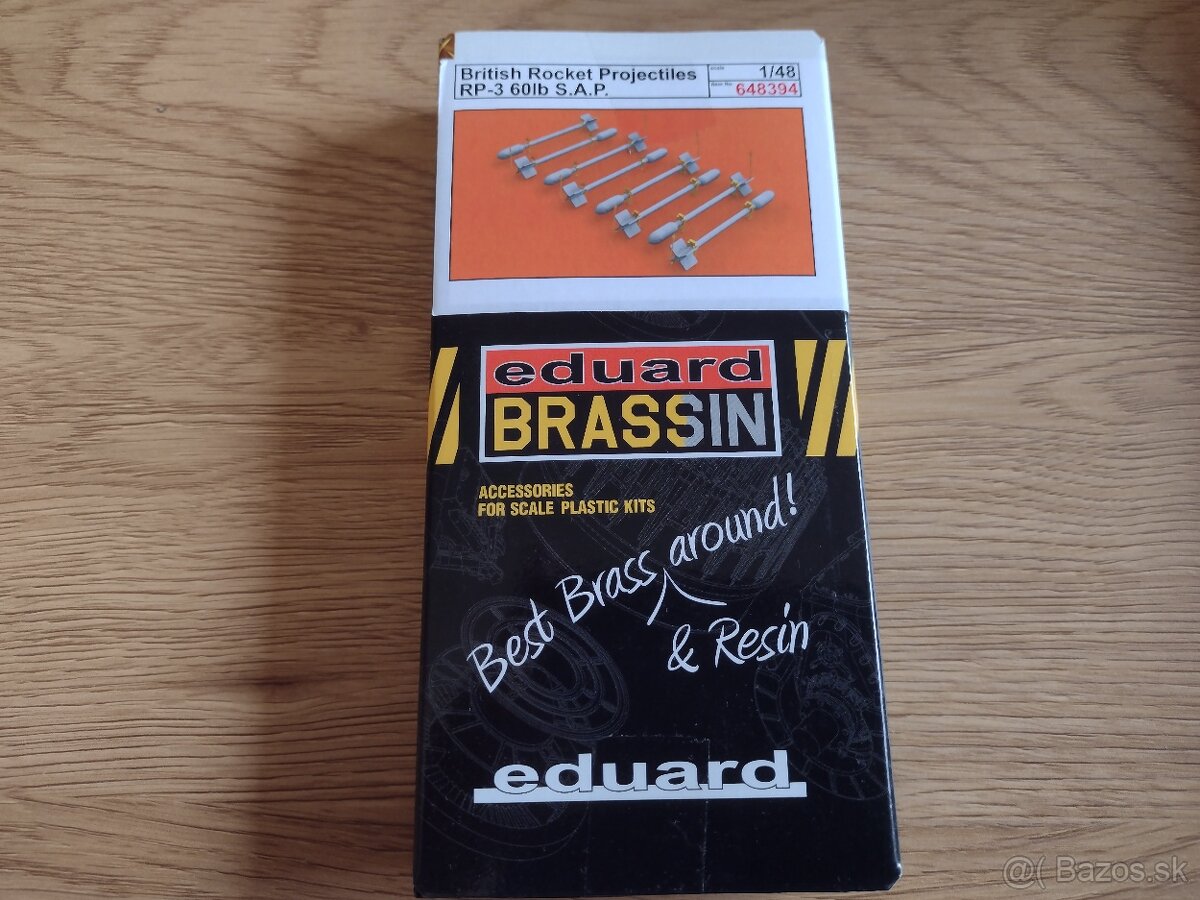 British Rocket Projectiles
RP-3 60lb S.A.P.
scale 1/48
648394
eduard
BRASSIN
ACCESSORIES
FOR SCALE PLASTIC KITS
Best Brass around!
& Resin
eduard
@( Bazos.sk